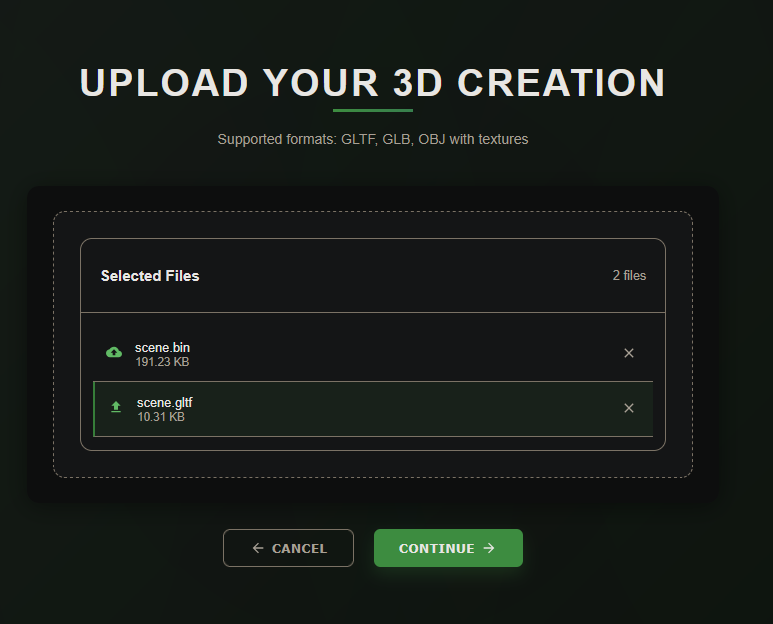 UPLOAD YOUR 3D CREATION
Supported formats: GLTF, GLB, OBJ with textures
Selected Files
2 files
scene.bin
191.23 KB
scene.gltf
10.31 KB
CANCEL
CONTINUE